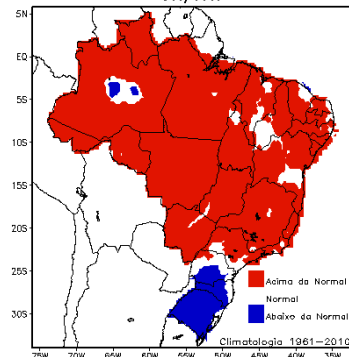 5N
EQ
5S
10S
15S
20S
25S
30S
Acima da Normal
Normal
Abaixo da Normal
Climatologia 1961–2010
75W 70W 65W 60W 55W 50W 45W 40W 35W